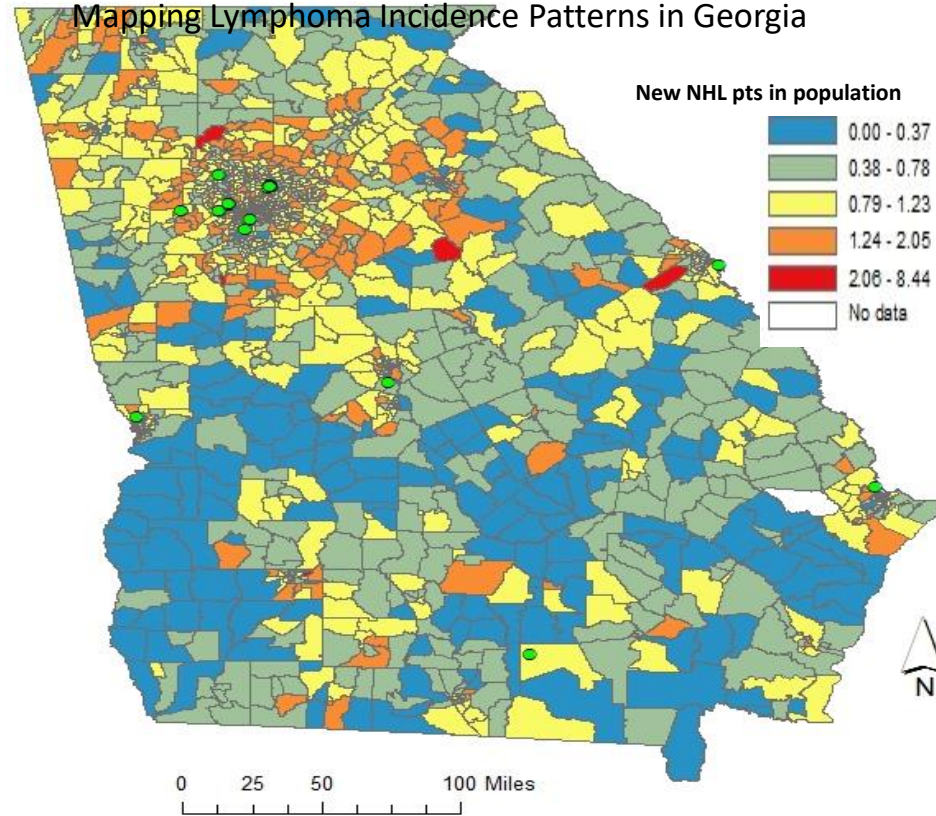 Mapping Lymphoma Incidence Patterns in Georgia
New NHL pts in population
0.00 - 0.37
0.38 - 0.78
0.79 - 1.23
1.24 - 2.05
2.06 - 8.44
No data
N
0 25 50 100 Miles